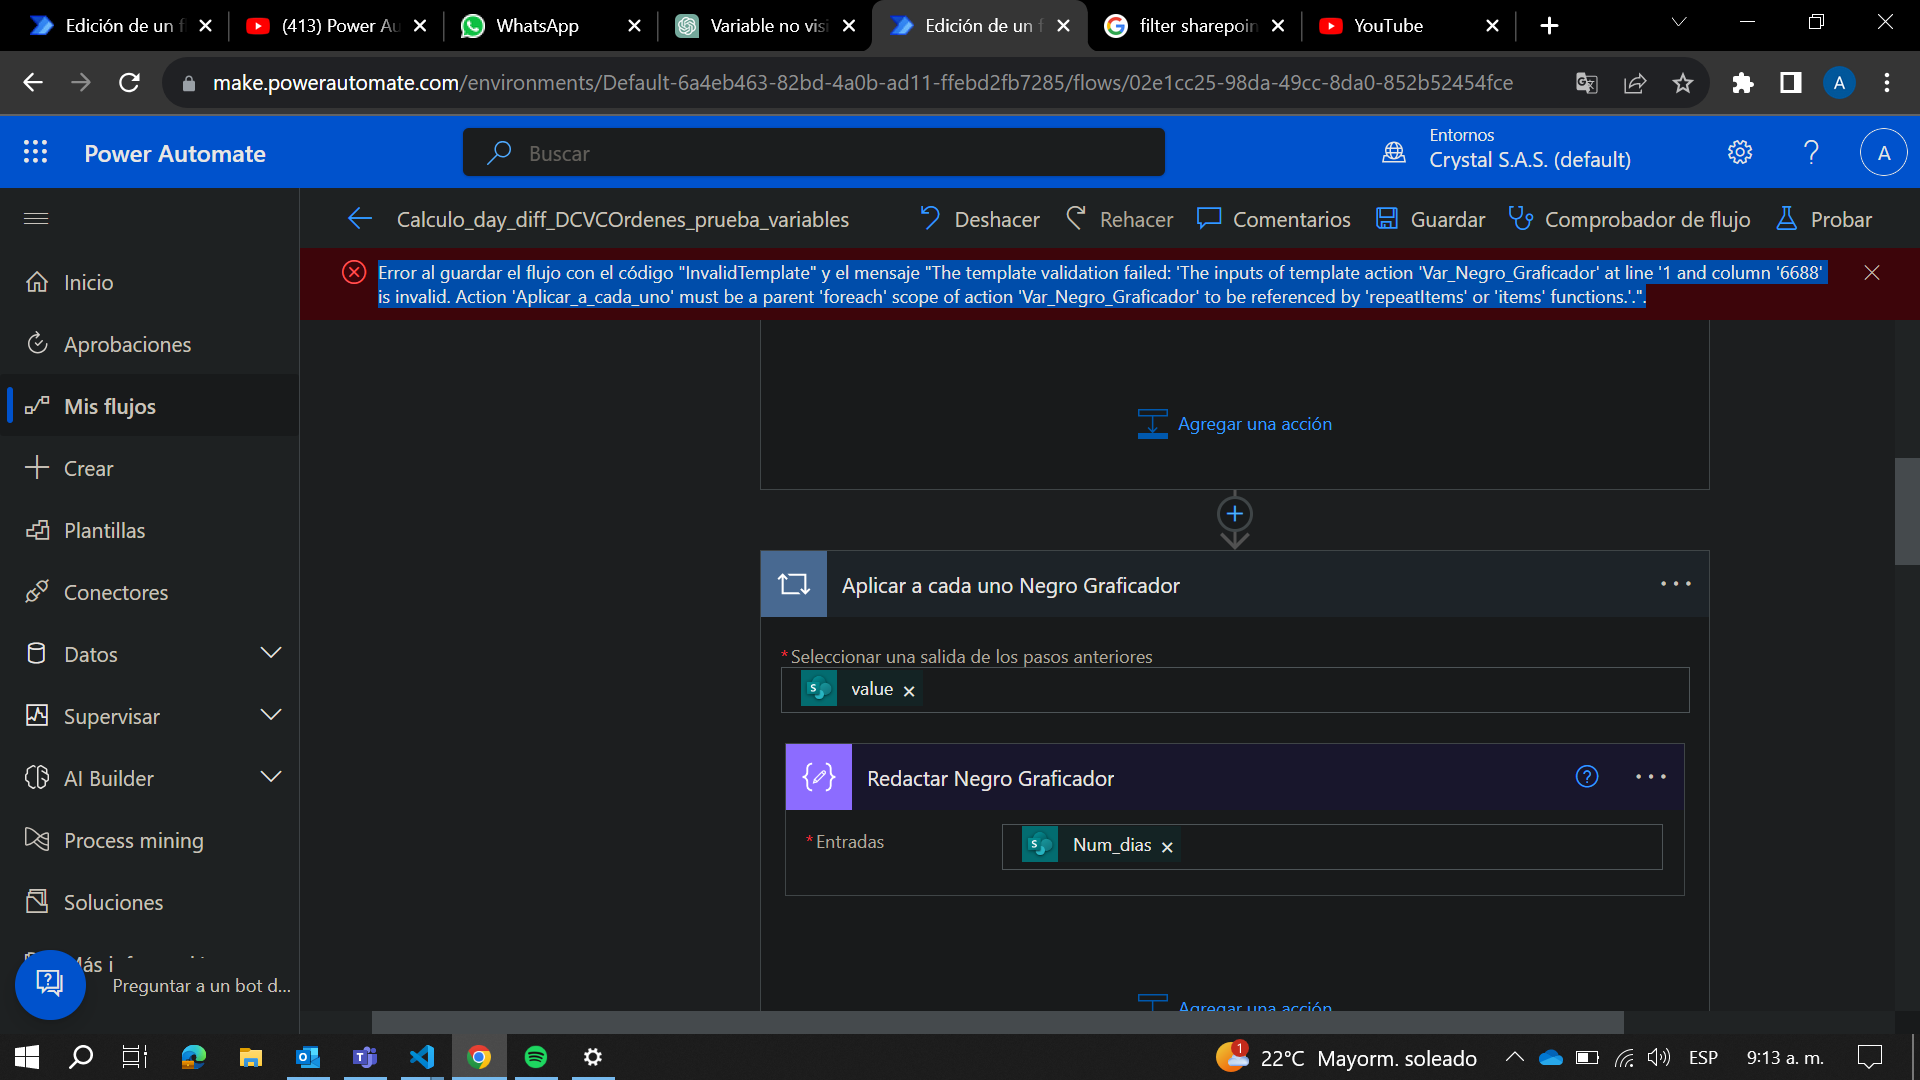 Edición de un f
(413) Power Au
WhatsApp
Variable no visi
Edición de un f
filter sharepoin
YouTube
make.powerautomate.com/environments/Default-6a4eb463-82bd-4a0b-ad11-ffebd2fb7285/flows/02e1cc25-98da-49cc-8da0-852b52454fce
A
Power Automate
Buscar
Entornos
Crystal S.A.S. (default)
A
Calculo_day_diff_DCVCOrdenes_prueba_variables
Deshacer
Rehacer
Comentarios
Guardar
Comprobador de flujo
Probar
Error al guardar el flujo con el código "InvalidTemplate" y el mensaje "The template validation failed: 'The inputs of template action 'Var_Negro_Graficador' at line '1 and column '6688'
is invalid. Action 'Aplicar_a_cada_uno' must be a parent 'foreach' scope of action 'Var_Negro_Graficador' to be referenced by 'repeatItems' or 'items' functions.'.".
Inicio
Aprobaciones
Mis flujos
Crear
Plantillas
Conectores
Datos
Supervisar
AI Builder
Process mining
Soluciones
Preguntar a un bot d...
Agregar una acción
Aplicar a cada uno Negro Graficador
*Seleccionar una salida de los pasos anteriores
S value
Redactar Negro Graficador
*Entradas
S Num_dias
Agregar una acción
1
22°C Mayorm. soleado
ESP
9:13 a. m.